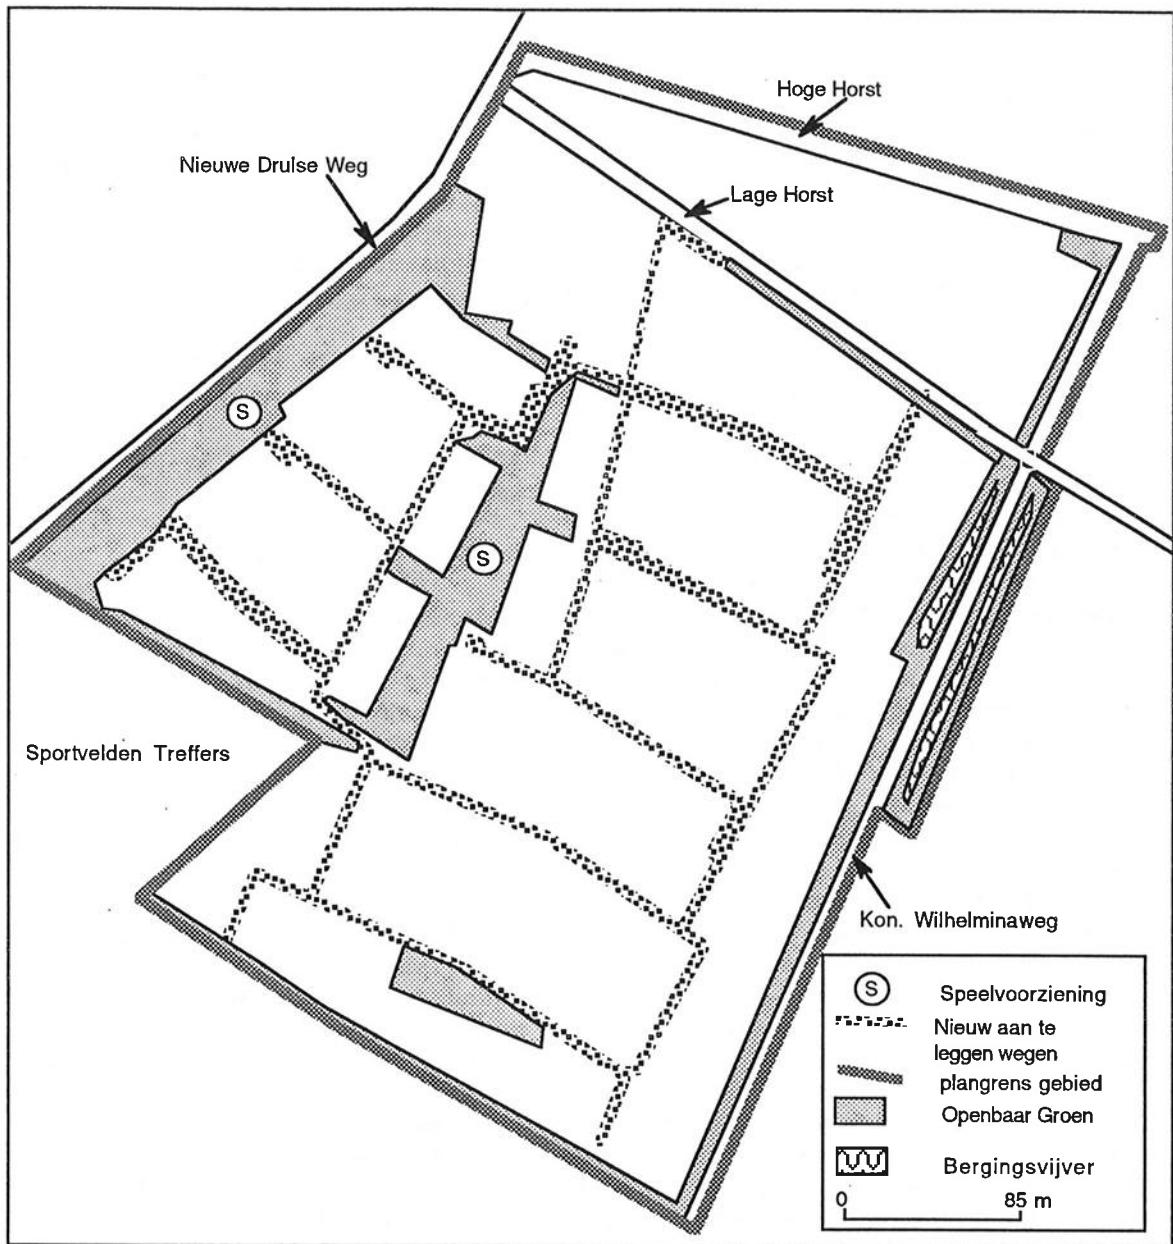 Hoge Horst
Nieuwe Druise Weg
Lage Horst
S
S
Sportvelden Treffers
Kon. Wilhelminaweg
S Speelvoorziening
Nieuw aan te
leggen wegen
plangrens gebied
Openbaar Groen
Bergingsvijver
0 85 m